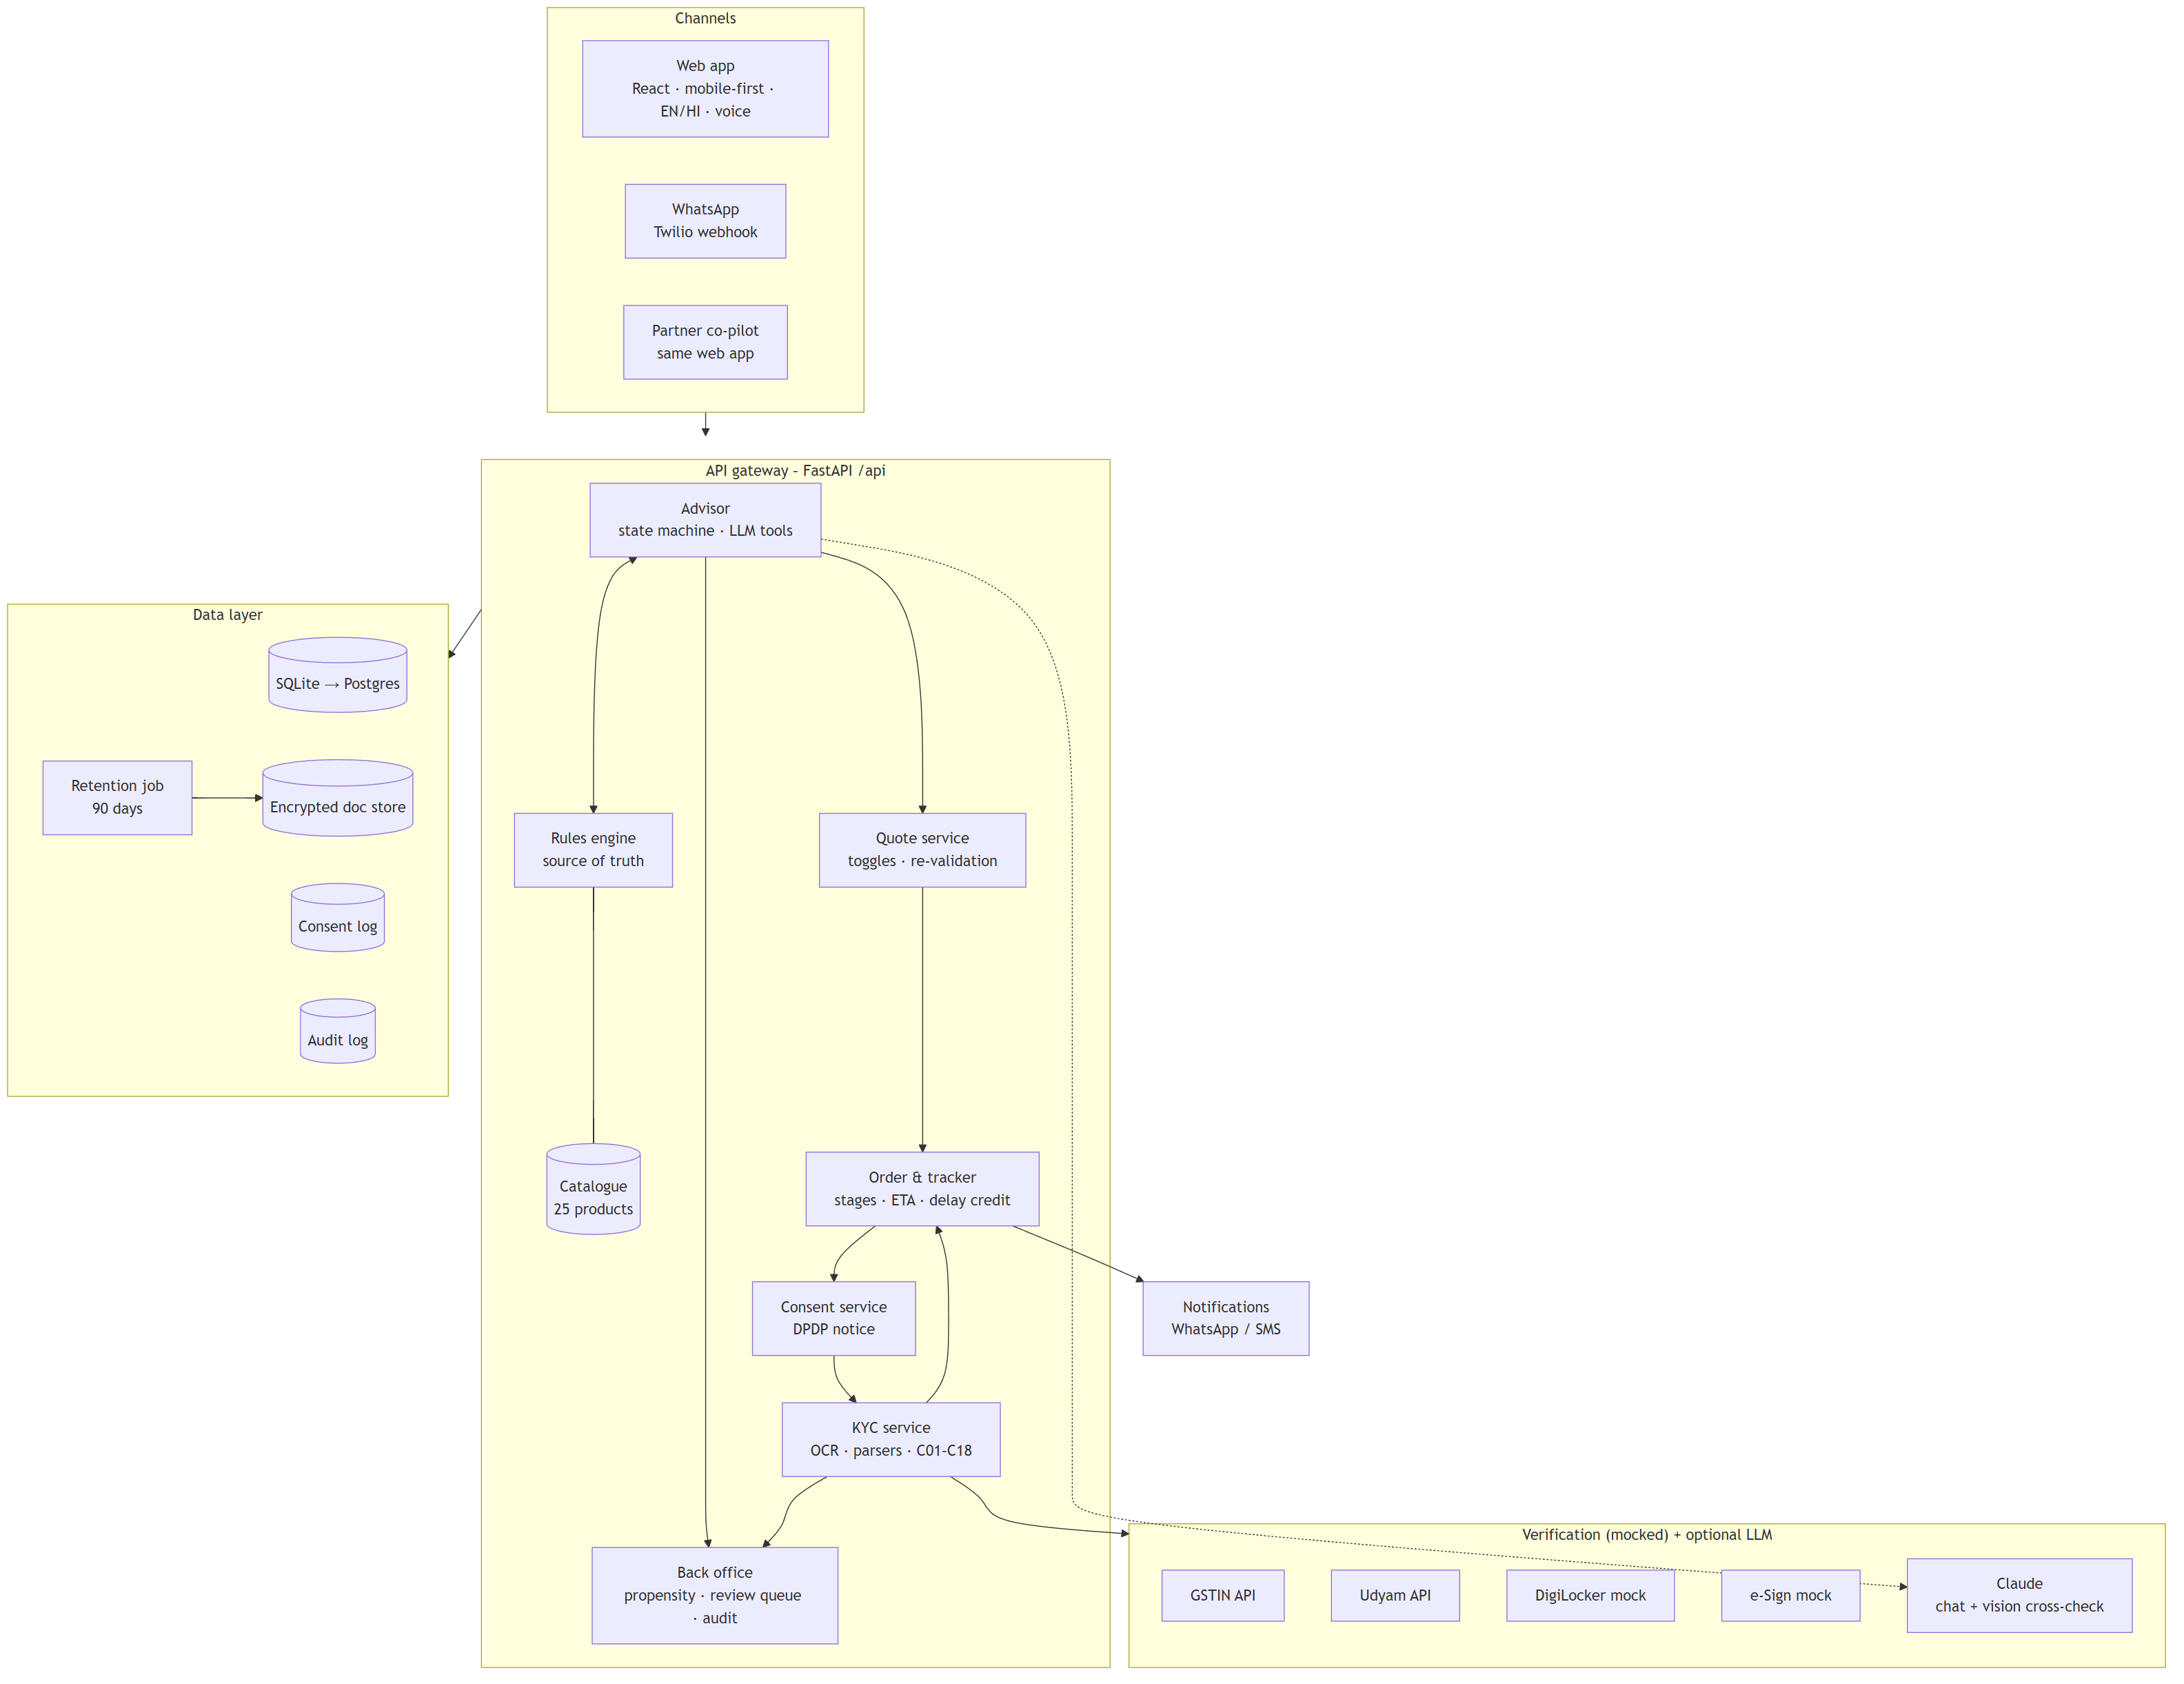 Channels
Web app
React · mobile-first ·
EN/HI · voice
WhatsApp
Twilio webhook
Partner co-pilot
same web app
API gateway - FastAPI /api
Advisor
state machine · LLM tools
Data layer
SQLite → Postgres
Retention job
90 days
Encrypted doc store
Consent log
Audit log
Rules engine
source of truth
Quote service
toggles · re-validation
Catalogue
25 products
Order & tracker
stages · ETA · delay credit
Consent service
DPDP notice
Notifications
WhatsApp / SMS
KYC service
OCR · parsers · C01-C18
Back office
propensity · review queue
· audit
Verification (mocked) + optional LLM
GSTIN API
Udyam API
DigiLocker mock
e-Sign mock
Claude
chat + vision cross-check